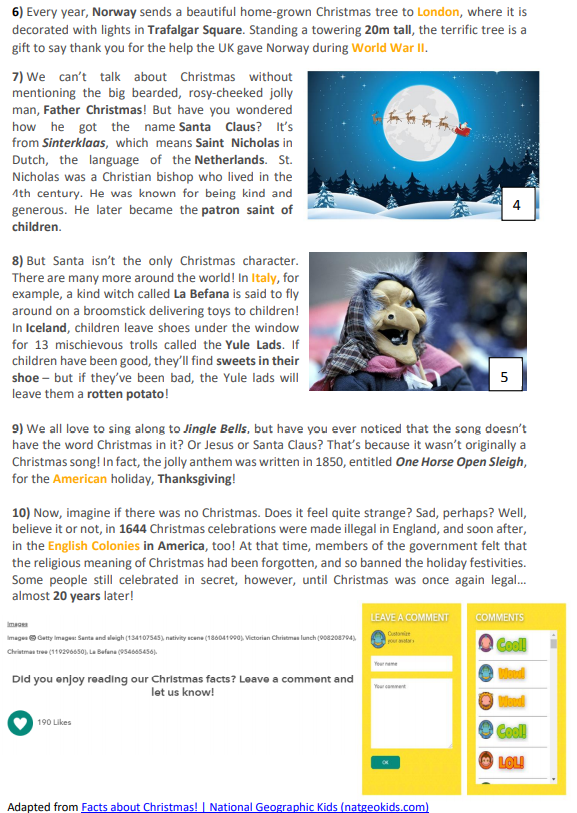 6) Every year, Norway sends a beautiful home-grown Christmas tree to London, where it is
decorated with lights in Trafalgar Square. Standing a towering 20m tall, the terrific tree is a
gift to say thank you for the help the UK gave Norway during World War II.
7) We can't talk about Christmas without
mentioning the big bearded, rosy-cheeked jolly
man, Father Christmas! But have you wondered
how he got the name Santa Claus? It's
from Sinterklaas, which means Saint Nicholas in
Dutch, the language of the Netherlands. St.
Nicholas was a Christian bishop who lived in the
4th century. He was known for being kind and
generous. He later became the patron saint of
children.
4
8) But Santa isn't the only Christmas character.
There are many more around the world! In Italy, for
example, a kind witch called La Befana is said to fly
around on a broomstick delivering toys to children!
In Iceland, children leave shoes under the window
for 13 mischievous trolls called the Yule Lads. If
children have been good, they'll find sweets in their
shoe – but if they've been bad, the Yule lads will
leave them a rotten potato!
5
9) We all love to sing along to Jingle Bells, but have you ever noticed that the song doesn't
have the word Christmas in it? Or Jesus or Santa Claus? That's because it wasn't originally a
Christmas song! In fact, the jolly anthem was written in 1850, entitled One Horse Open Sleigh,
for the American holiday, Thanksgiving!
10) Now, imagine if there was no Christmas. Does it feel quite strange? Sad, perhaps? Well,
believe it or not, in 1644 Christmas celebrations were made illegal in England, and soon after,
in the English Colonies in America, too! At that time, members of the government felt that
the religious meaning of Christmas had been forgotten, and so banned the holiday festivities.
Some people still celebrated in secret, however, until Christmas was once again legal…
almost 20 years later!
Images
Images © Getty Images: Santa and sleigh (134107545), nativity scene (186041990), Victorian Christmas lunch (908208794),
Christmas tree (119296650), La Befana (954665456).
Did you enjoy reading our Christmas facts? Leave a comment and
let us know!
190 Likes
LEAVE A COMMENT
Customize
your avatar
Your name
Your comment
OK
COMMENTS
Cool!
Wow!
Wow!
Cool!
LOL!
Adapted from Facts about Christmas! | National Geographic Kids (natgeokids.com)